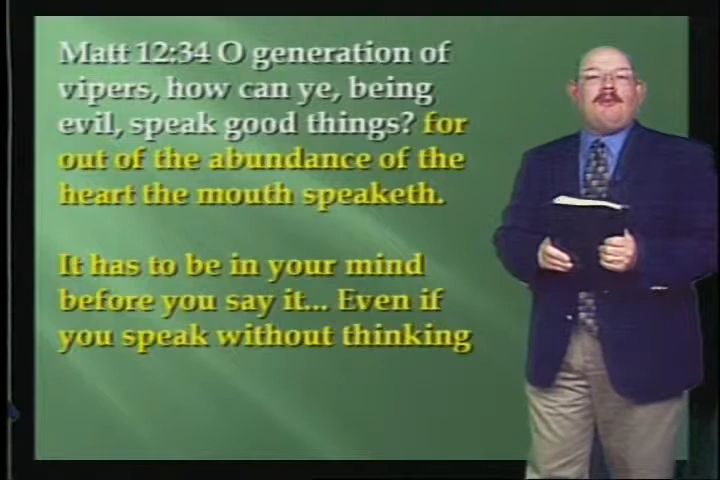 Matt 12:34 O generation of
vipers, how can ye, being
evil, speak good things? for
out of the abundance of the
heart the mouth speaketh.
It has to be in your mind
before you say it... Even if
you speak without thinking